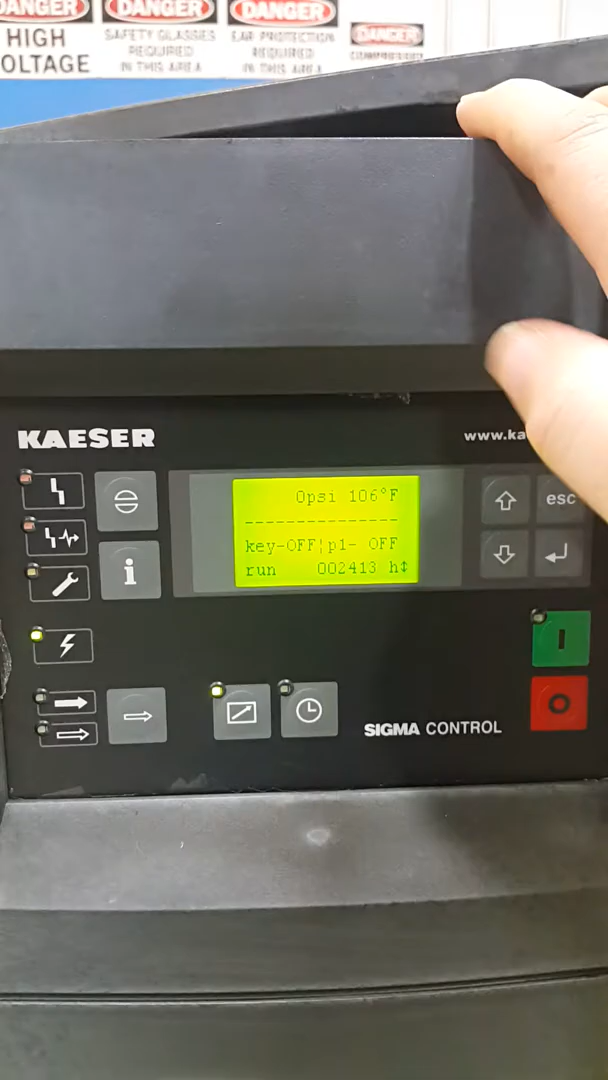 DANGER DANGER DANGER
HIGH
OLTAGE
SAFETY GLASSES
REQUIRED
IN THIS AREA
EAR PROTECTION
REQUIRED
IN THIS AREA
DANGER
KAESER
www.ka
0psi 106°F
---------------
key-OFF¦p1- OFF
run 002413 h↕
esc
i
I
O
SIGMA CONTROL